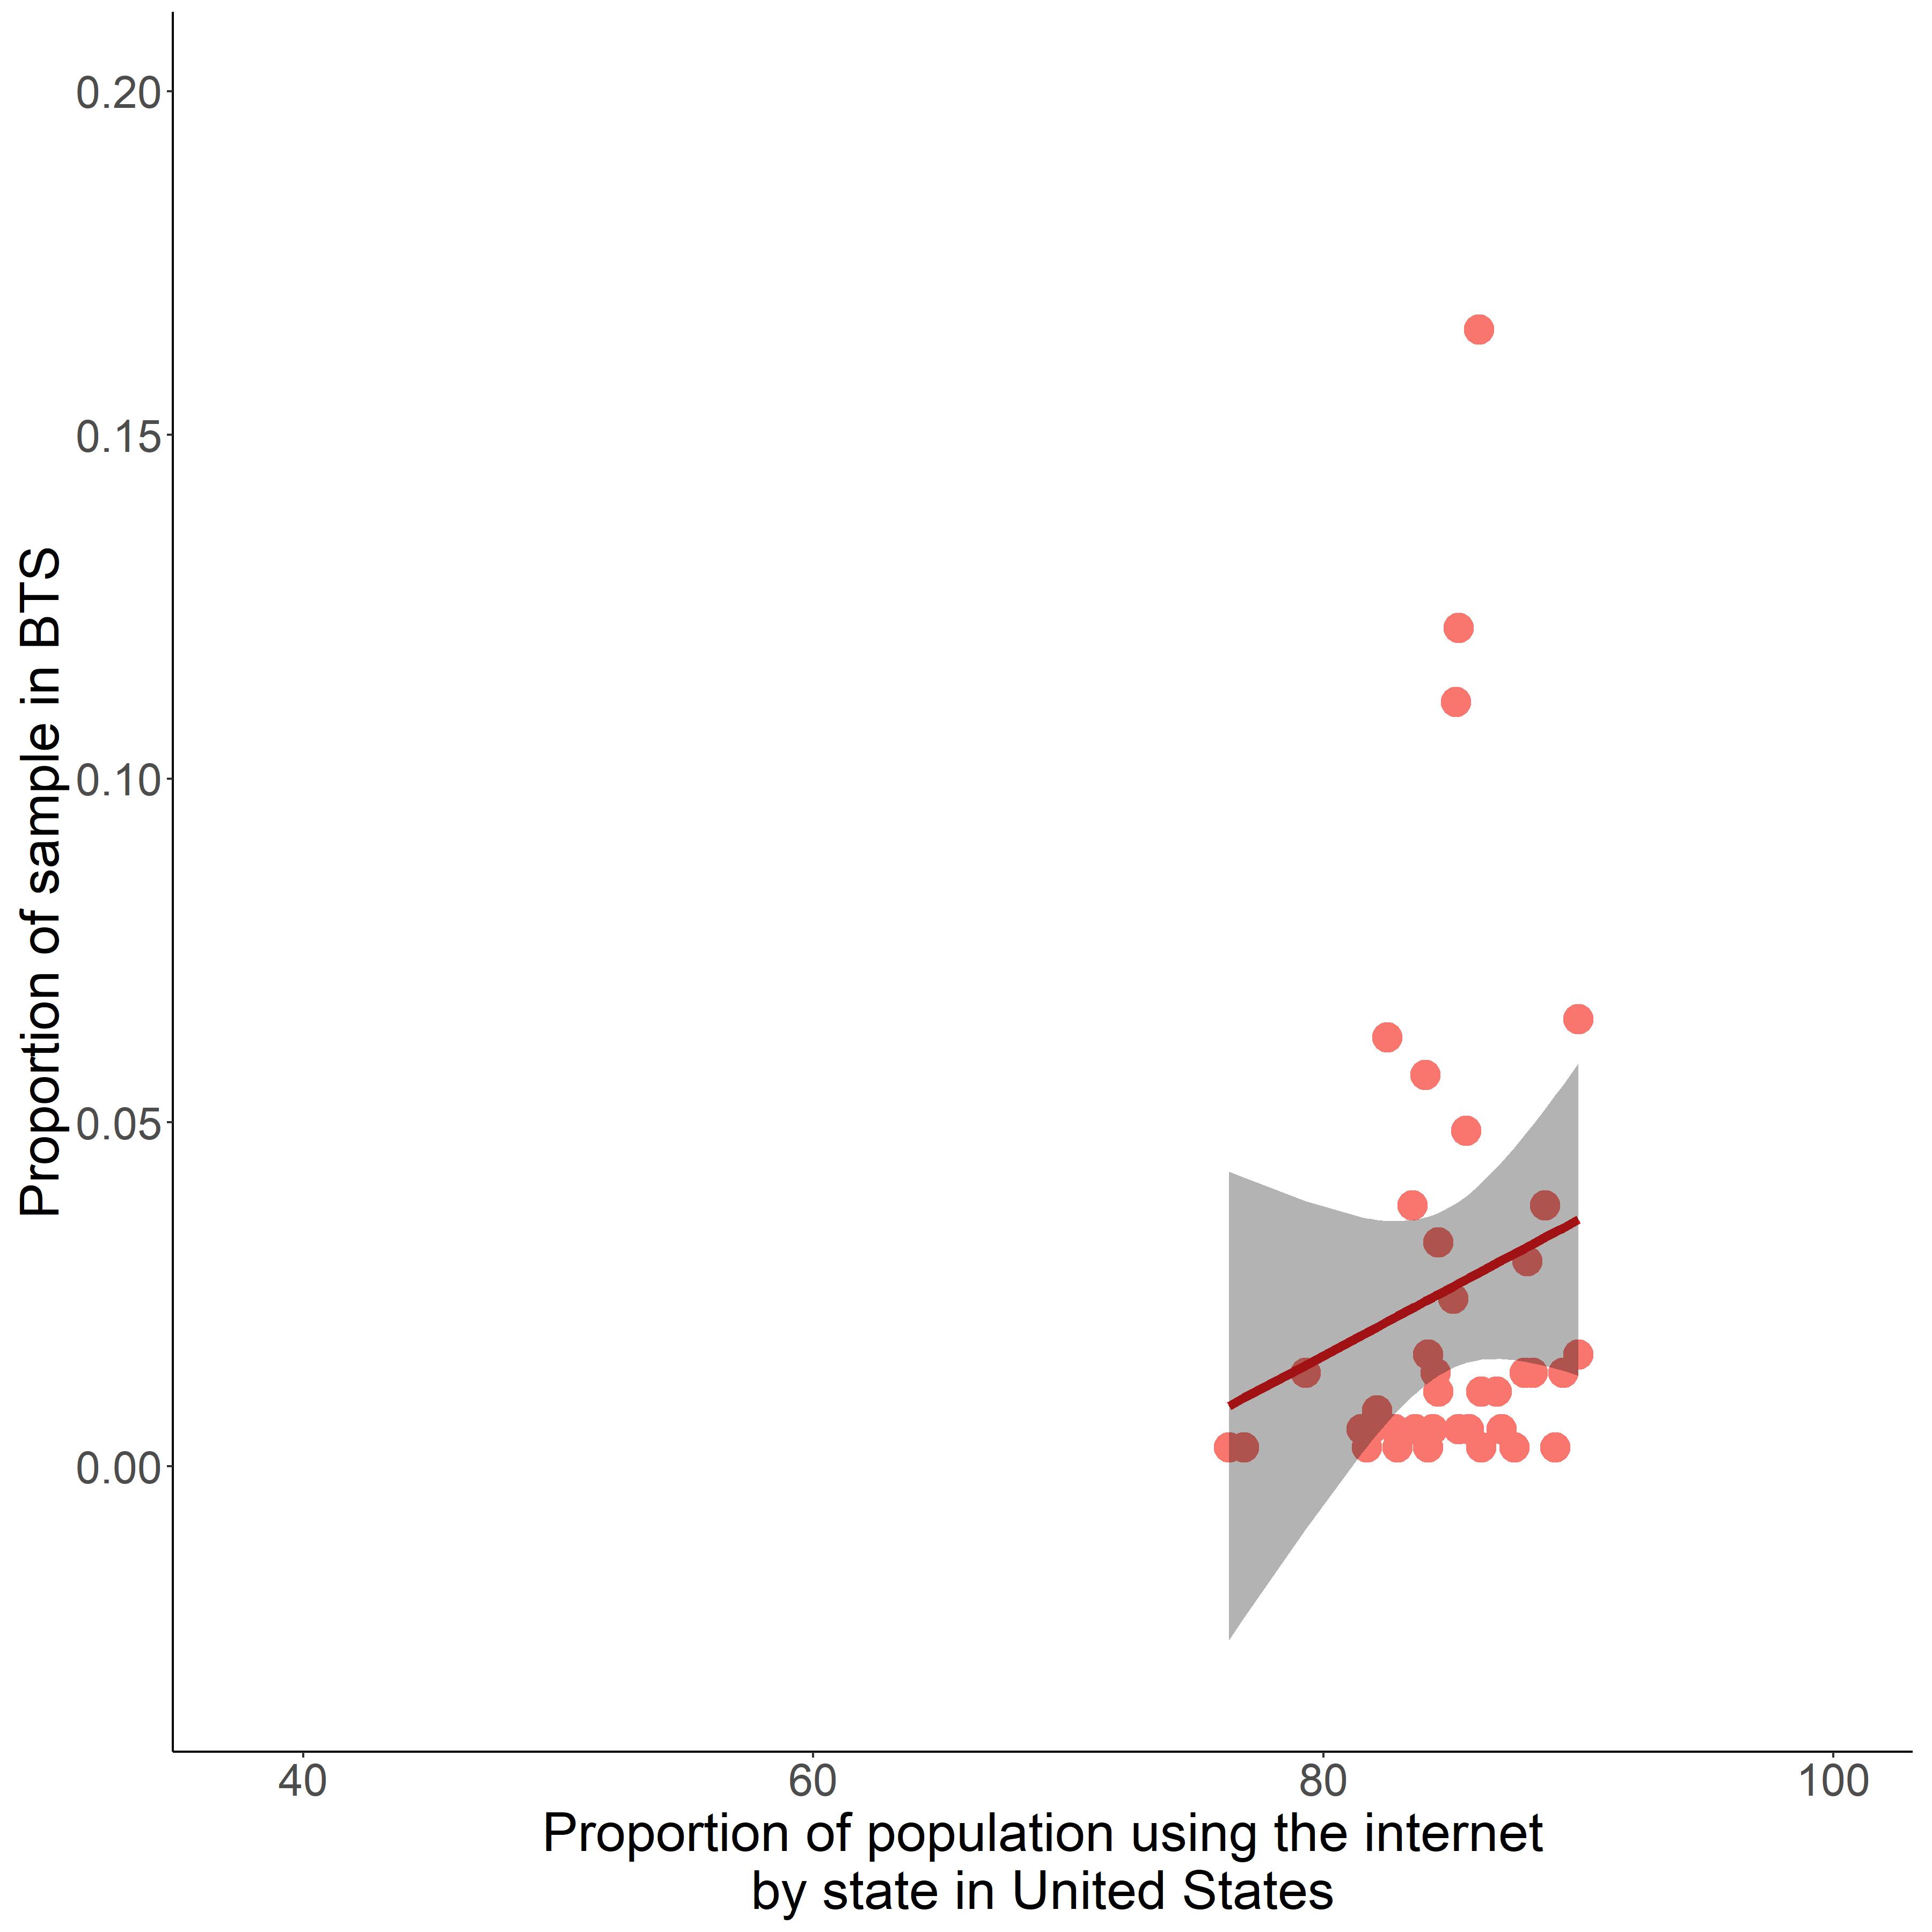 0.20
0.15
0.10
0.05
0.00
Proportion of sample in BTS
40 60 80 100
Proportion of population using the internet
by state in United States